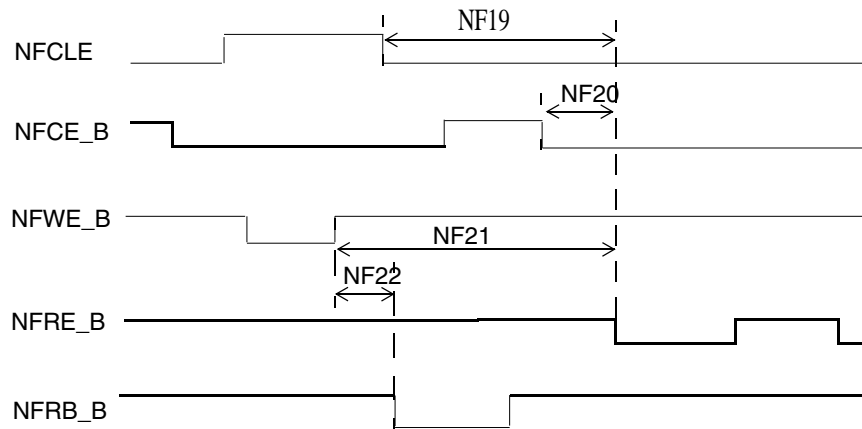 NF19
NFCLE
NF20
NFCE_B
NFWE_B
NF21
NF22
NFRE_B
NFRB_B